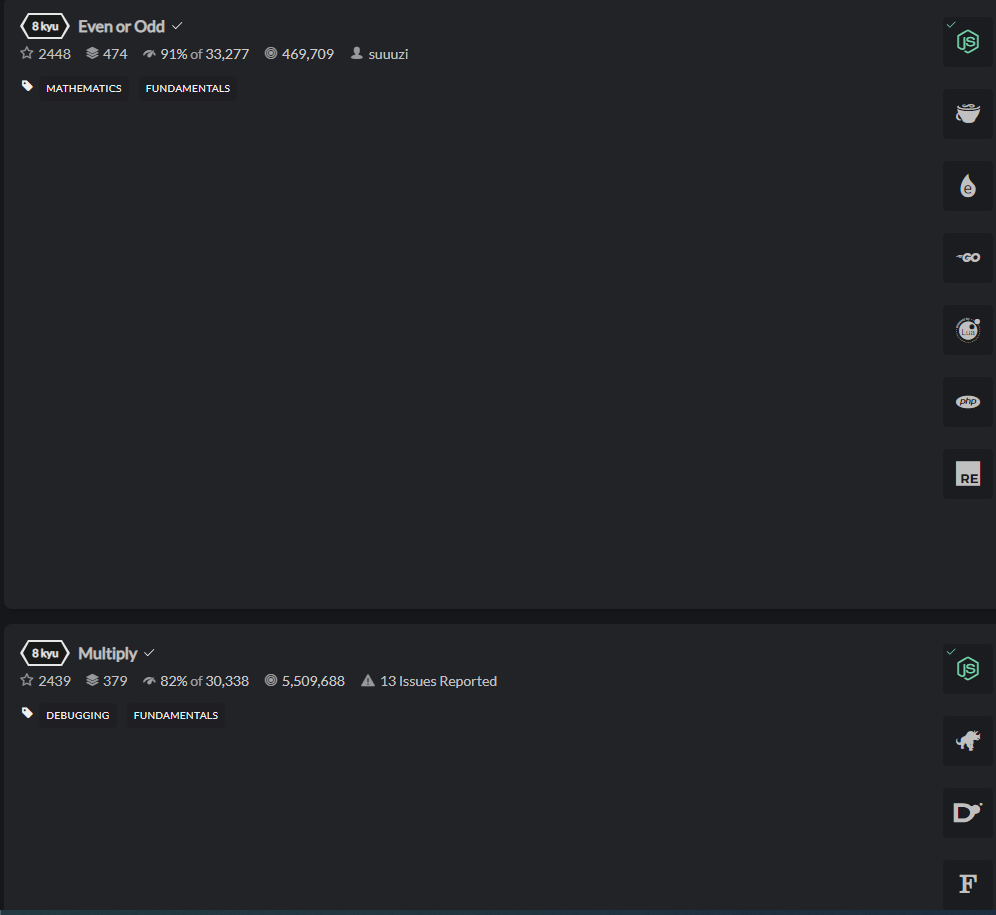 8 kyu Even or Odd
2448 474 91% of 33,277 469,709 suuuzi
MATHEMATICS FUNDAMENTALS
JS
e
GO
Lua
php
RE
8 kyu Multiply
2439 379 82% of 30,338 5,509,688 13 Issues Reported
DEBUGGING FUNDAMENTALS
JS
D
F